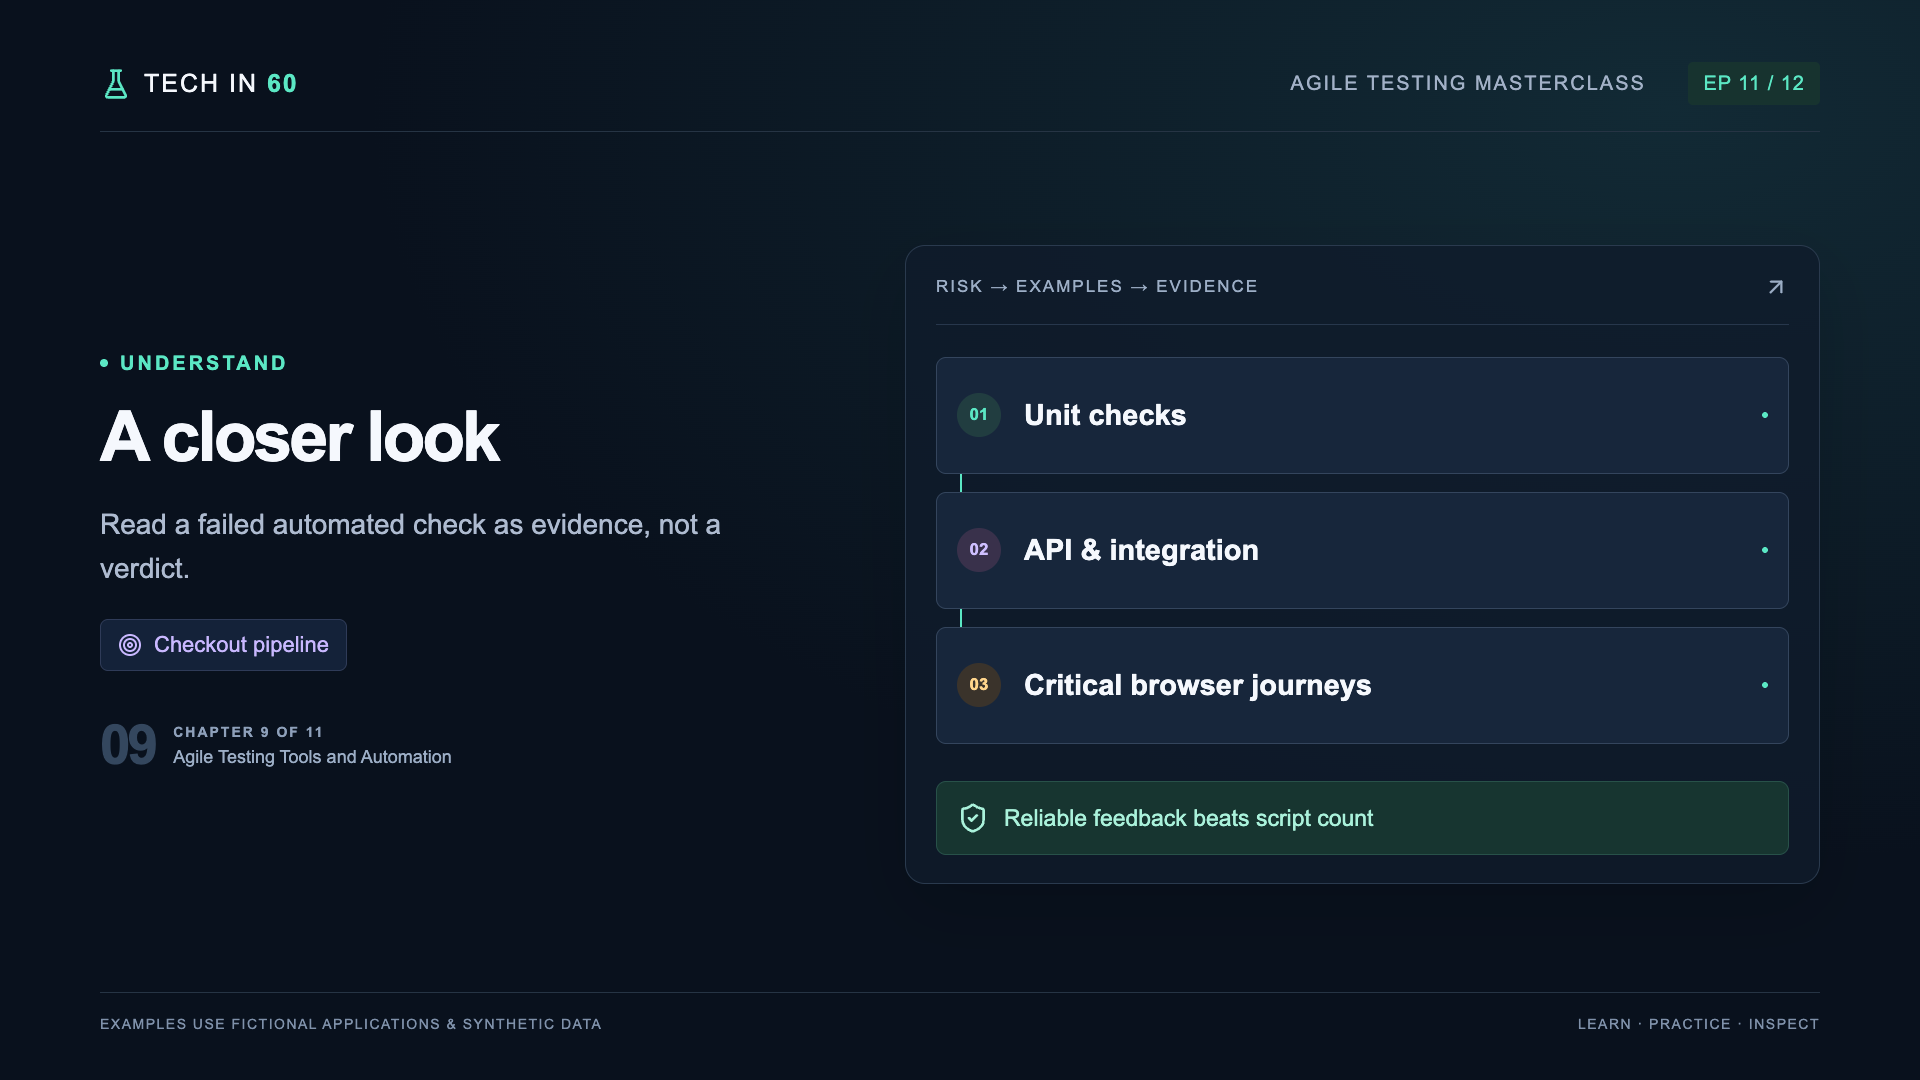 TECH IN 60
AGILE TESTING MASTERCLASS
EP 11 / 12
• UNDERSTAND
A closer look
Read a failed automated check as evidence, not a
verdict.
Checkout pipeline
09
CHAPTER 9 OF 11
Agile Testing Tools and Automation
RISK → EXAMPLES → EVIDENCE
01
Unit checks
02
API & integration
03
Critical browser journeys
Reliable feedback beats script count
EXAMPLES USE FICTIONAL APPLICATIONS & SYNTHETIC DATA
LEARN · PRACTICE · INSPECT